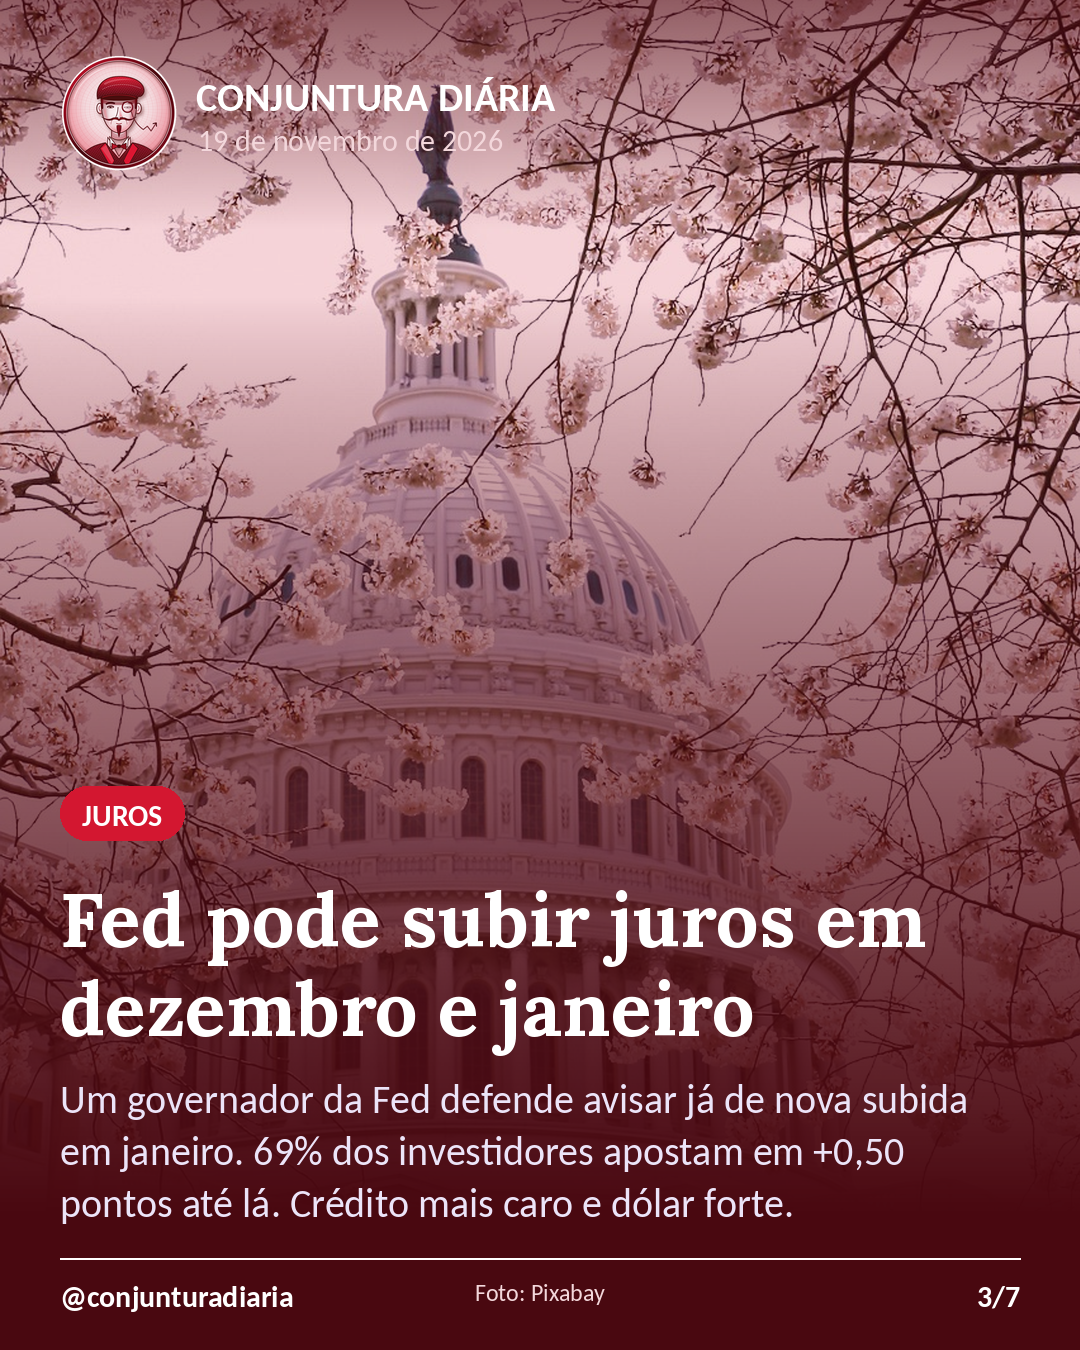 CONJUNTURA DIÁRIA
19 de novembro de 2026
JUROS
Fed pode subir juros em
dezembro e janeiro
Um governador da Fed defende avisar já de nova subida
em janeiro. 69% dos investidores apostam em +0,50
pontos até lá. Crédito mais caro e dólar forte.
@conjunturadiaria
Foto: Pixabay
3/7